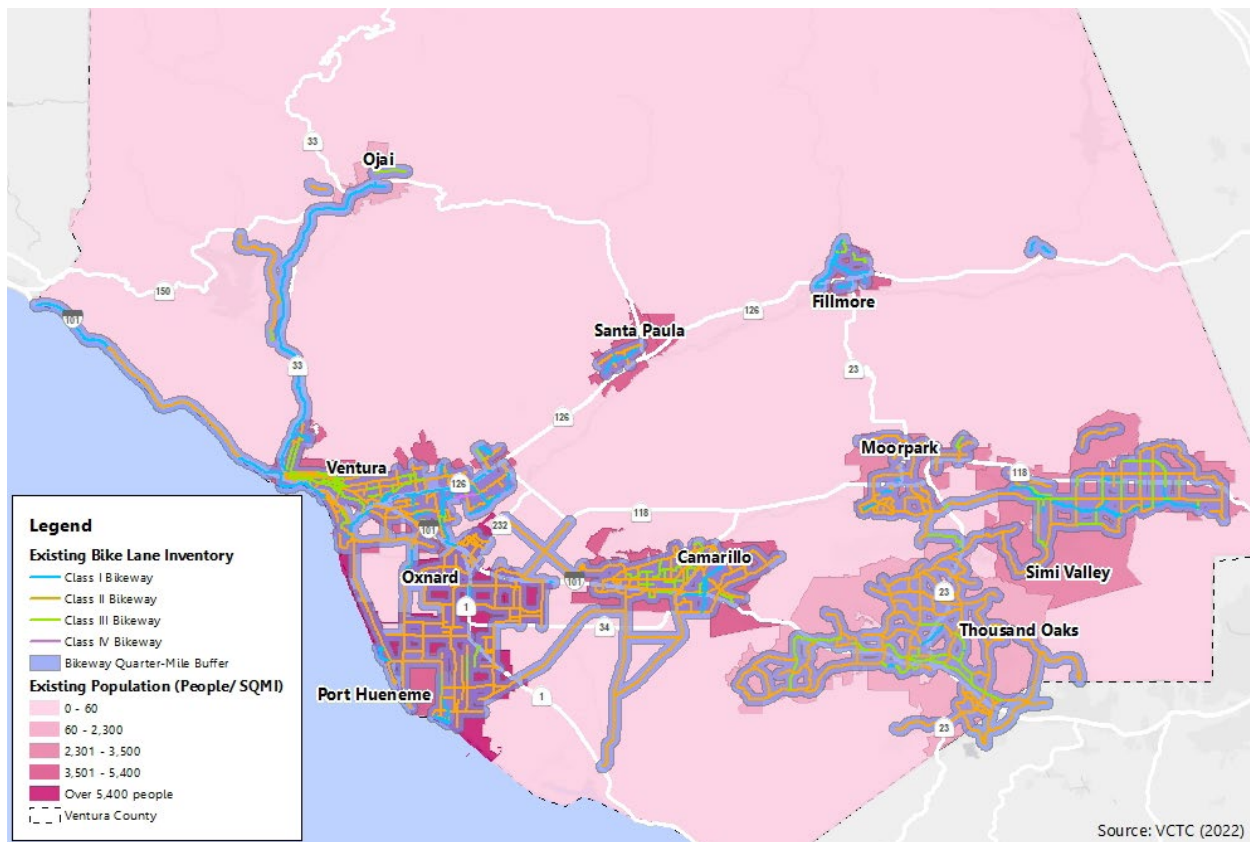 33
Ojai
150
101
Fillmore
126
Santa Paula
23
33
126
Moorpark
Ventura
118
126
Legend
Existing Bike Lane Inventory
Class I Bikeway
Class II Bikeway
Class III Bikeway
Class IV Bikeway
Bikeway Quarter-Mile Buffer
Existing Population (People/ SQMI)
0 - 60
60 - 2,300
2,301 - 3,500
3,501 - 5,400
Over 5,400 people
Ventura County
101
232
118
Camarillo
Oxnard
101
Simi Valley
1
23
34
Thousand Oaks
Port Hueneme
1
23
Source: VCTC (2022)